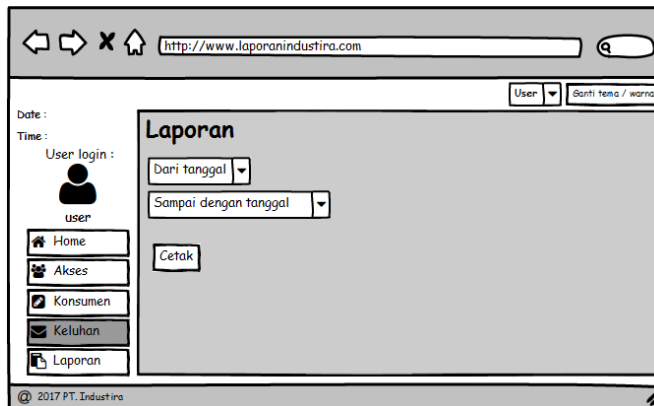 http://www.laporanindustira.com
User
Ganti tema / warna
Date :
Time :
User login :
user
Home
Akses
Konsumen
Keluhan
Laporan
Laporan
Dari tanggal
Sampai dengan tanggal
Cetak
@ 2017 PT. Industira